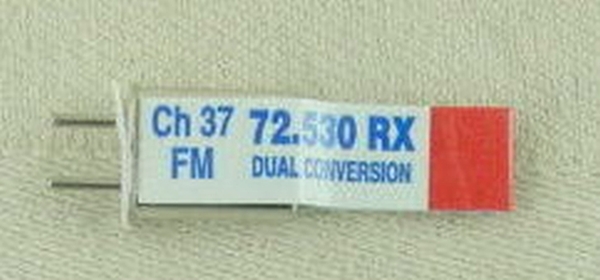 Ch 37 72.530 RX
FM DUAL CONVERSION